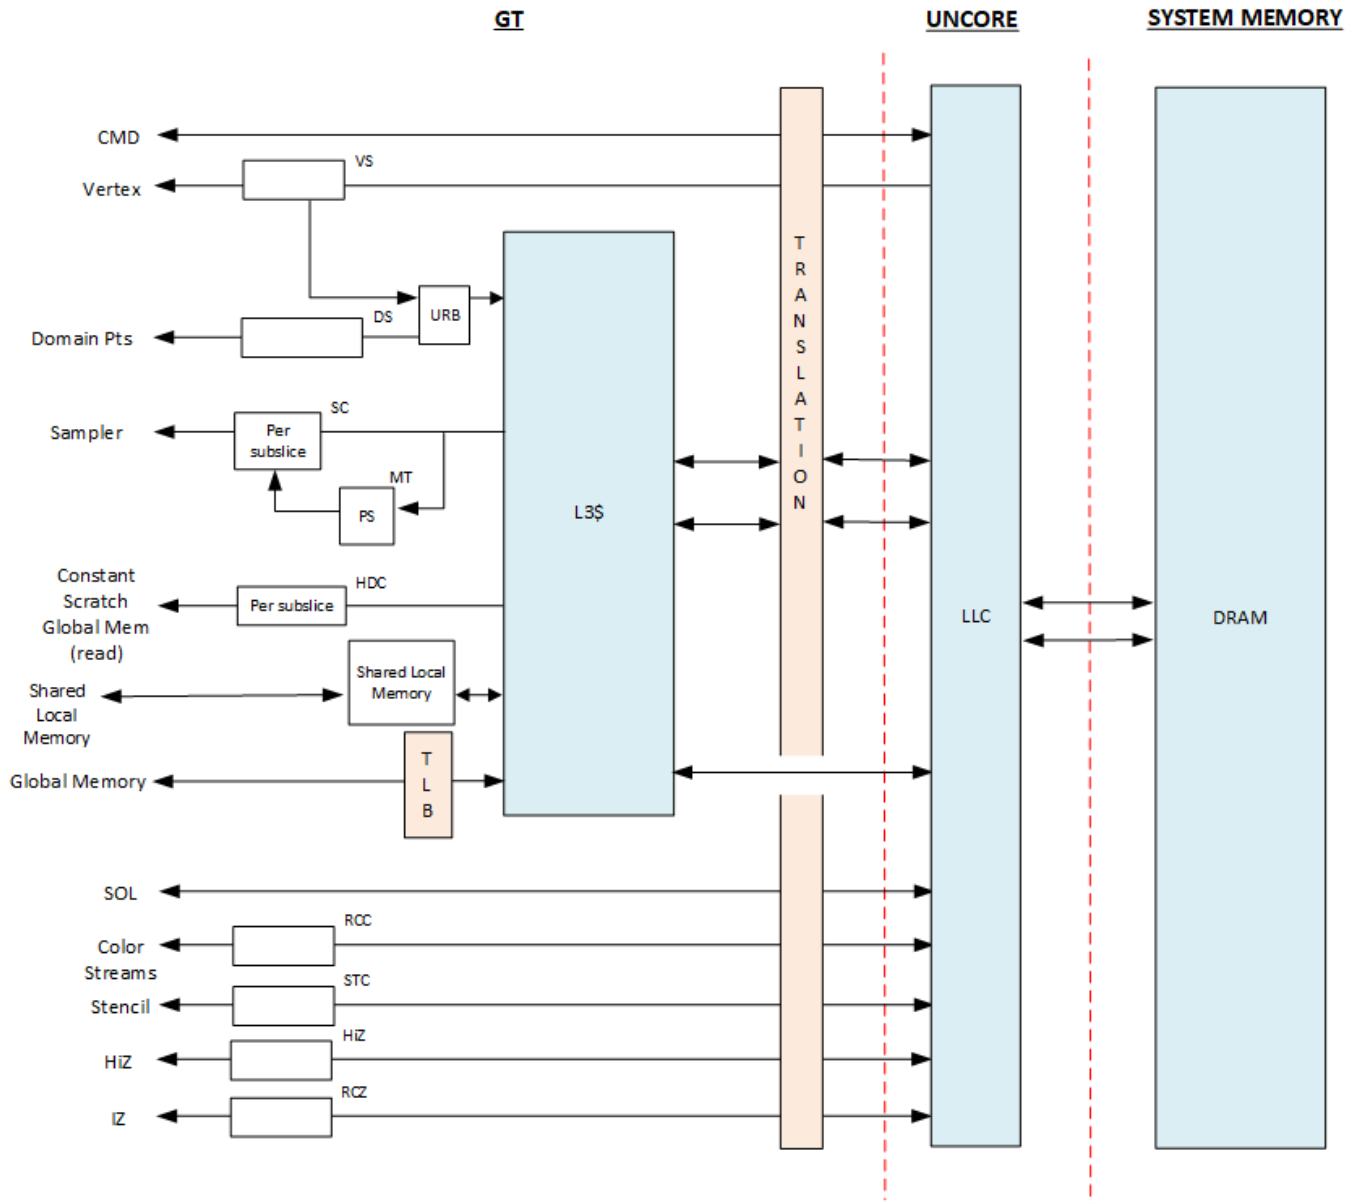 GT
UNCORE
SYSTEM MEMORY
CMD
VS
Vertex
TRANSLATION
URB
DS
Domain Pts
SC
Sampler
Per
subslice
MT
PS
L3$
Constant
Scratch
Global Mem
(read)
HDC
Per subslice
LLC
DRAM
Shared
Local
Memory
Shared Local
Memory
TLB
Global Memory
SOL
RCC
Color
Streams
STC
Stencil
HiZ
HiZ
RCZ
IZ